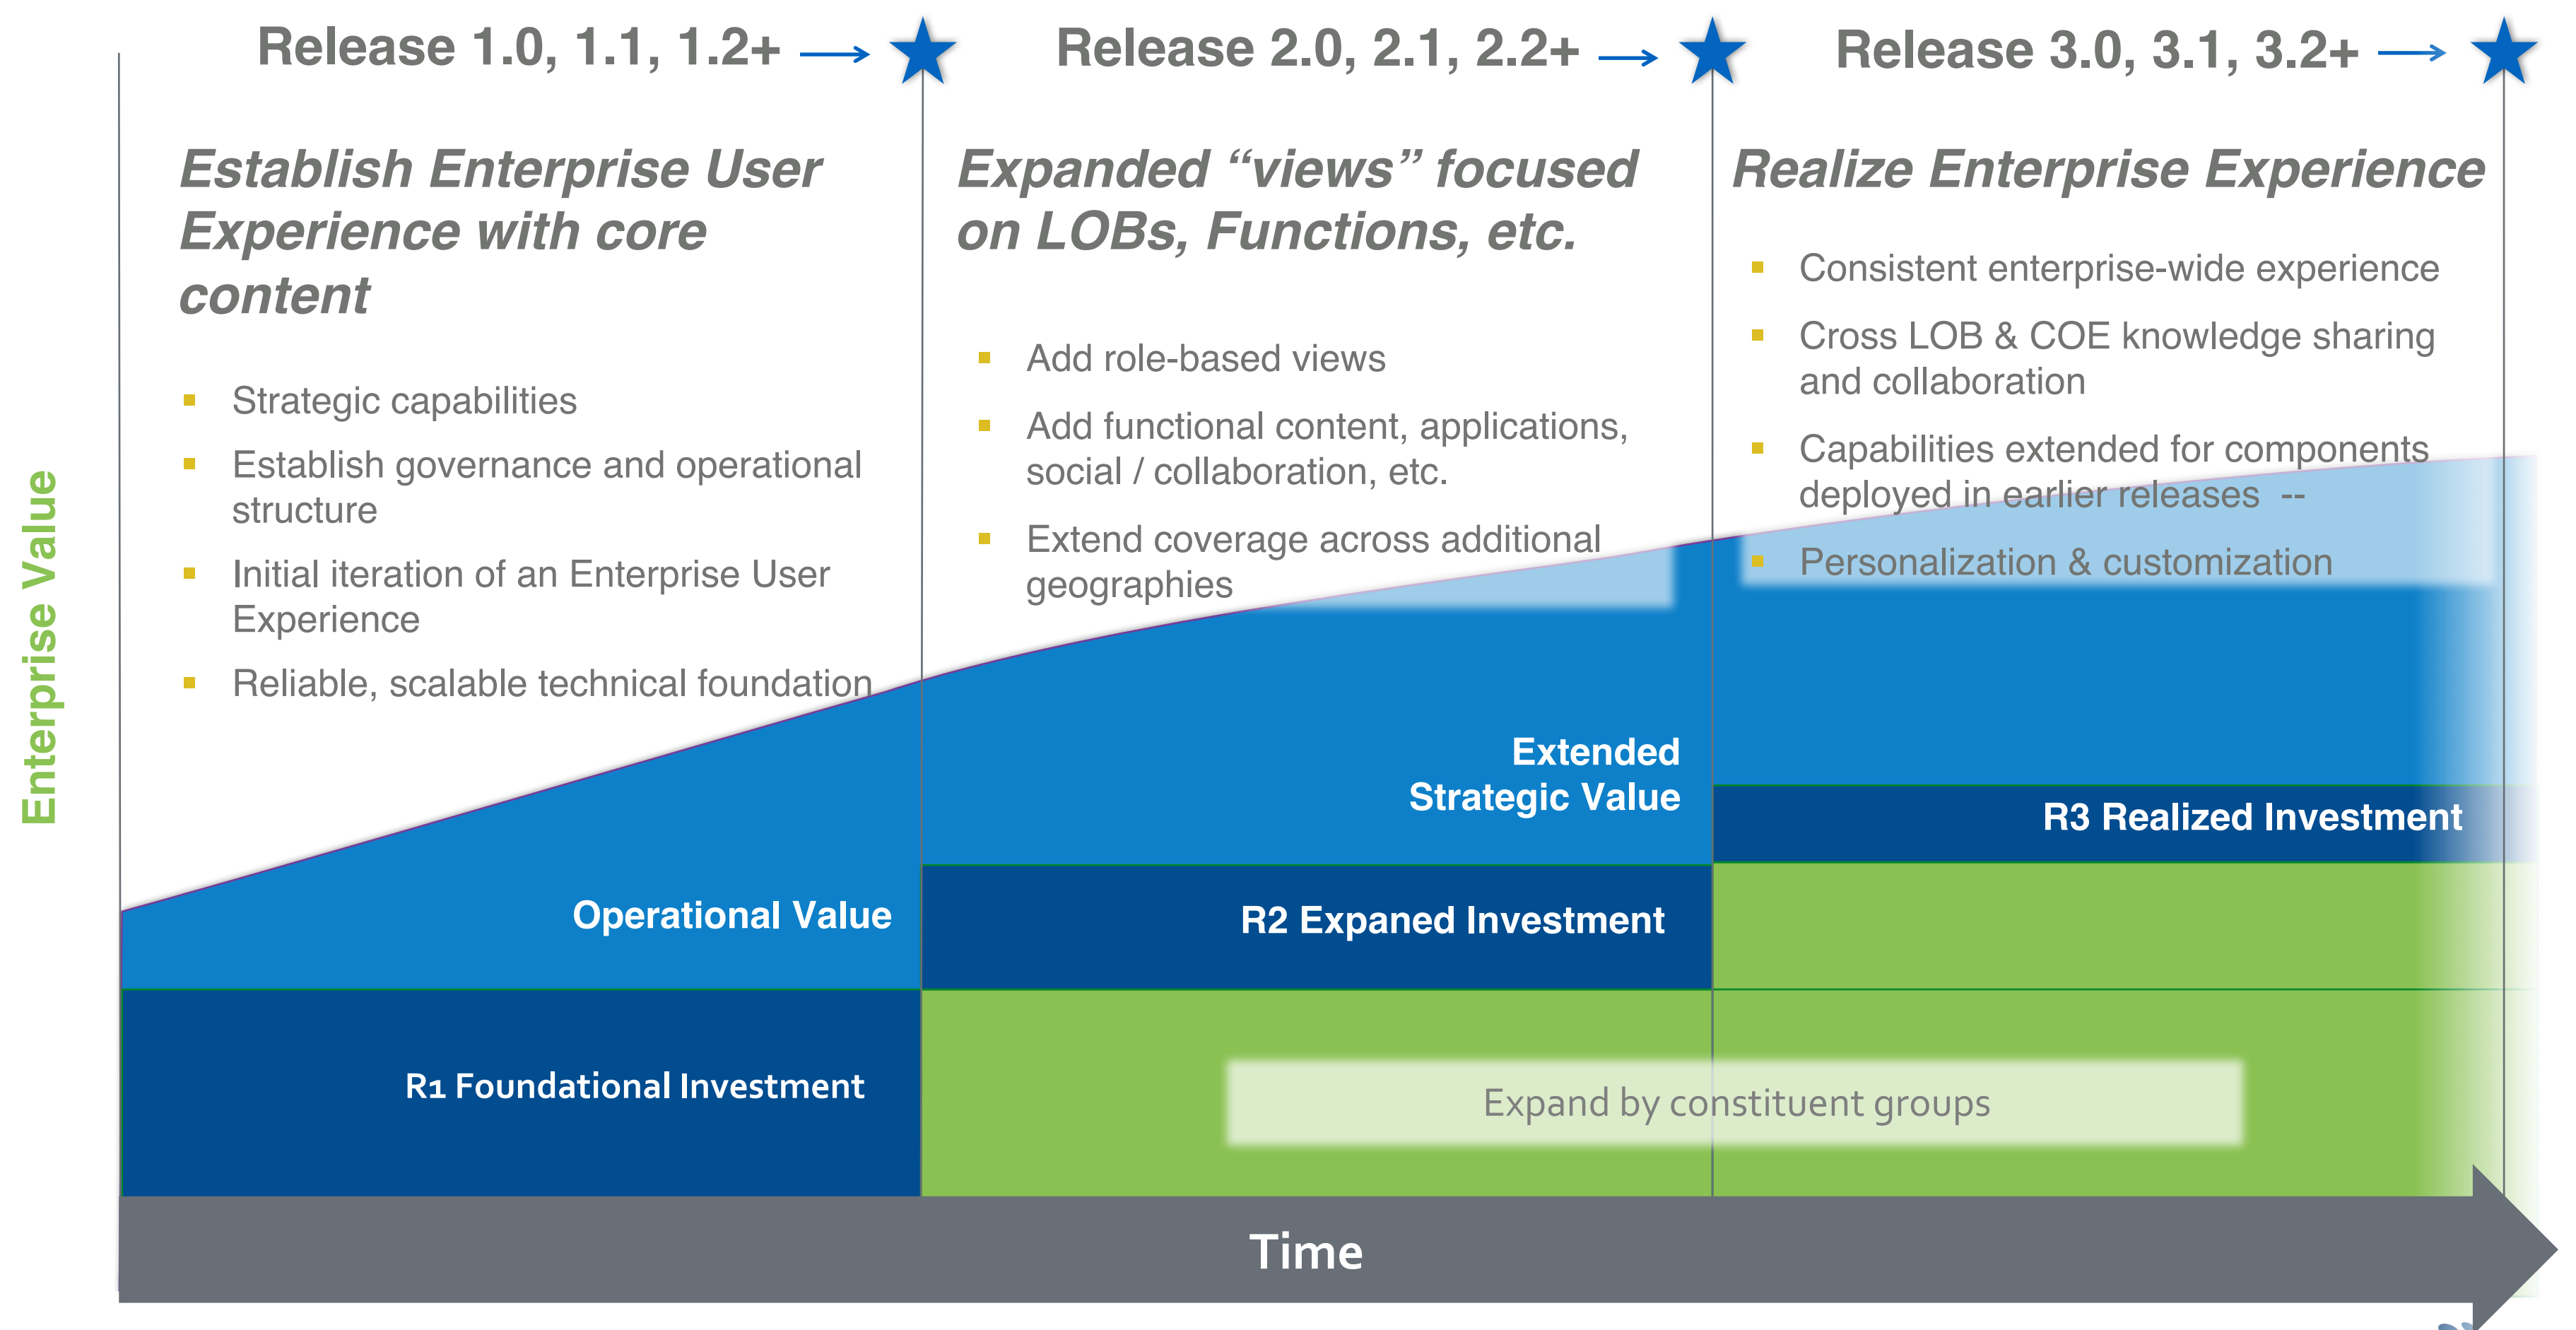 Release 1.0, 1.1, 1.2+
Establish Enterprise User
Experience with core
content
Strategic capabilities
Establish governance and operational
structure
Initial iteration of an Enterprise User
Experience
Reliable, scalable technical foundation
Release 2.0, 2.1, 2.2+
Expanded “views” focused
on LOBs, Functions, etc.
Add role-based views
Add functional content, applications,
social / collaboration, etc.
Extend coverage across additional
geographies
Release 3.0, 3.1, 3.2+
Realize Enterprise Experience
Consistent enterprise-wide experience
Cross LOB & COE knowledge sharing
and collaboration
Capabilities extended for components
deployed in earlier releases --
Personalization & customization
Enterprise Value
Operational Value
Extended
Strategic Value
R3 Realized Investment
R2 Expaned Investment
R1 Foundational Investment
Expand by constituent groups
Time